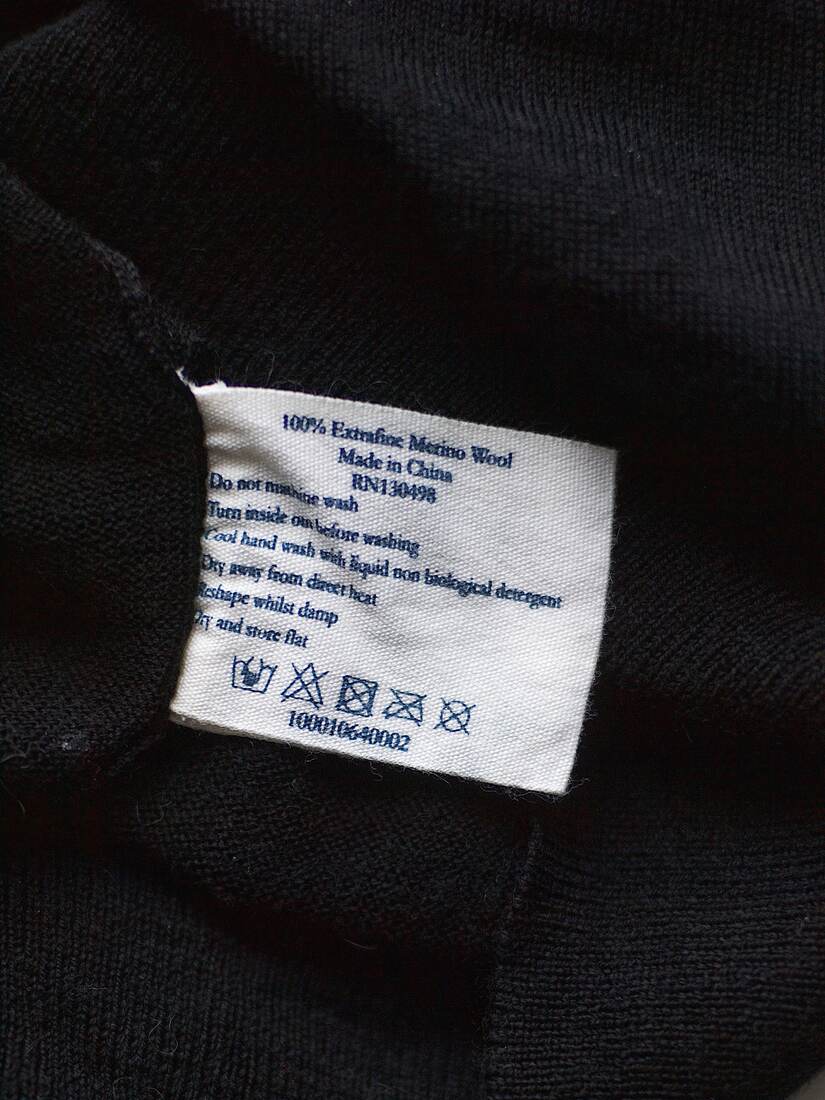 100% Extrafine Merino Wool
Made in China
RN130498
Do not machine wash
Turn inside out before washing
Cool hand wash with liquid non biological detergent
Dry away from direct heat
Reshape whilst damp
Dry and store flat
100010640002